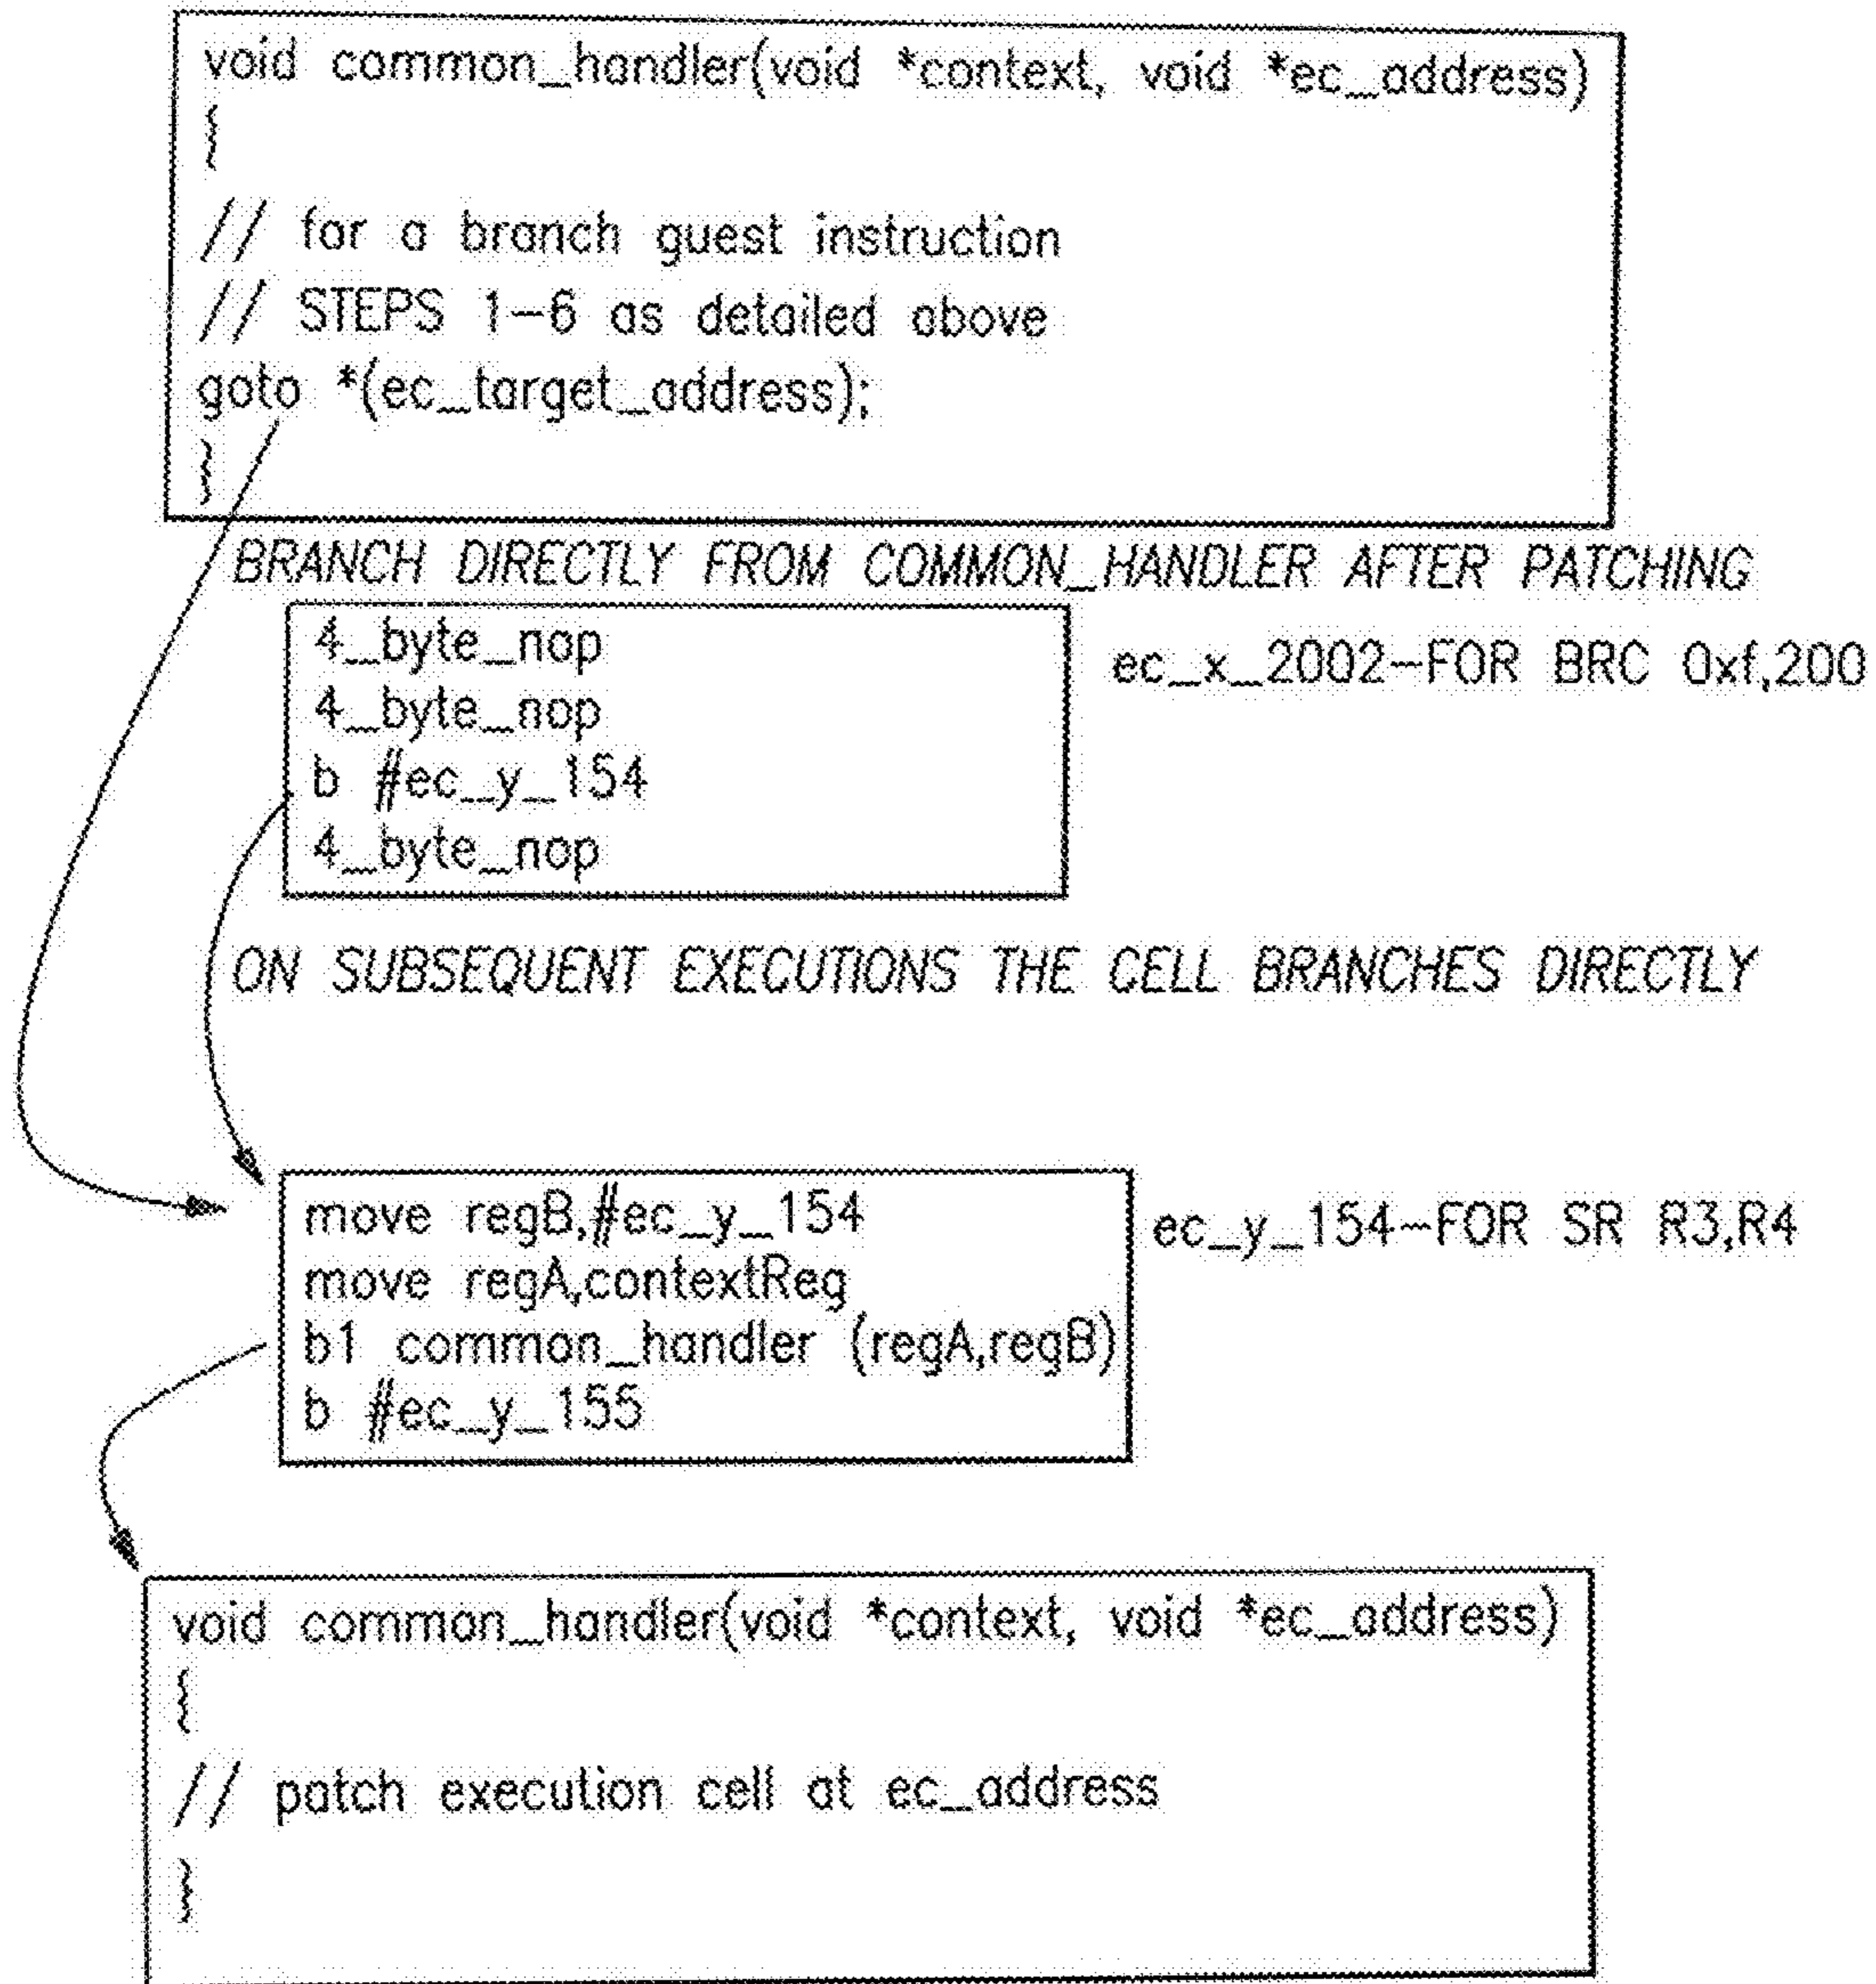 void common_handler(void *context, void *ec_address)
{
// for a branch guest instruction
// STEPS 1-6 as detailed above
goto *(ec_target_address);
}
BRANCH DIRECTLY FROM COMMON_HANDLER AFTER PATCHING
4_byte_nop
4_byte_nop
b #ec_y_154
4_byte_nop
ec_x_2002-FOR BRC 0xf,200
ON SUBSEQUENT EXECUTIONS THE CELL BRANCHES DIRECTLY
move regB,#ec_y_154
move regA,contextReg
b1 common_handler (regA,regB)
b #ec_y_155
ec_y_154-FOR SR R3,R4
void common_handler(void *context, void *ec_address)
{
// patch execution cell at ec_address
}